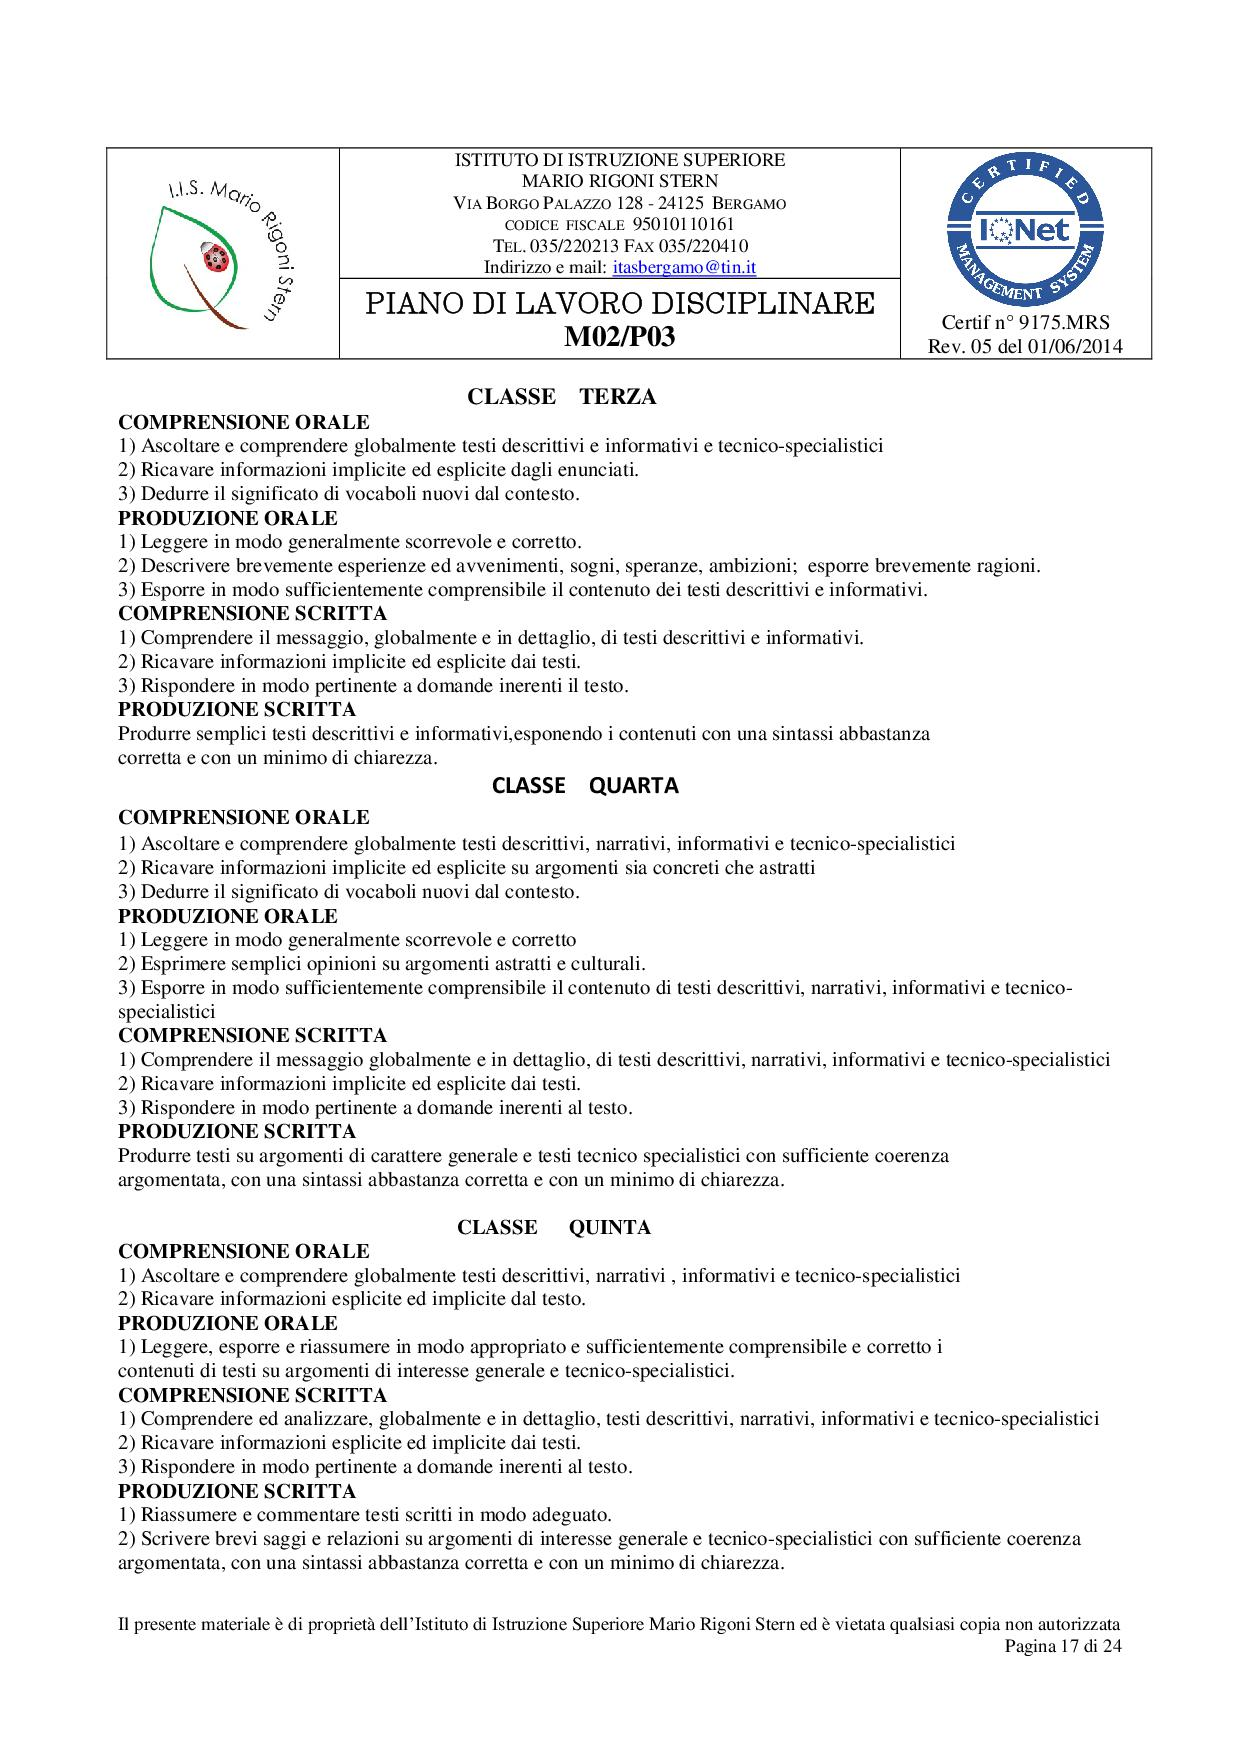 I.I.S. Mario Rigoni Stern
ISTITUTO DI ISTRUZIONE SUPERIORE
MARIO RIGONI STERN
VIA BORGO PALAZZO 128 - 24125 BERGAMO
CODICE FISCALE 95010110161
TEL. 035/220213 FAX 035/220410
Indirizzo e mail: itasbergamo@tin.it
PIANO DI LAVORO DISCIPLINARE
M02/P03
CERTIFIED
IQNet
MANAGEMENT SYSTEM
Certif n° 9175.MRS
Rev. 05 del 01/06/2014
CLASSE TERZA
COMPRENSIONE ORALE
1) Ascoltare e comprendere globalmente testi descrittivi e informativi e tecnico-specialistici
2) Ricavare informazioni implicite ed esplicite dagli enunciati.
3) Dedurre il significato di vocaboli nuovi dal contesto.
PRODUZIONE ORALE
1) Leggere in modo generalmente scorrevole e corretto.
2) Descrivere brevemente esperienze ed avvenimenti, sogni, speranze, ambizioni; esporre brevemente ragioni.
3) Esporre in modo sufficientemente comprensibile il contenuto dei testi descrittivi e informativi.
COMPRENSIONE SCRITTA
1) Comprendere il messaggio, globalmente e in dettaglio, di testi descrittivi e informativi.
2) Ricavare informazioni implicite ed esplicite dai testi.
3) Rispondere in modo pertinente a domande inerenti il testo.
PRODUZIONE SCRITTA
Produrre semplici testi descrittivi e informativi,esponendo i contenuti con una sintassi abbastanza
corretta e con un minimo di chiarezza.
CLASSE QUARTA
COMPRENSIONE ORALE
1) Ascoltare e comprendere globalmente testi descrittivi, narrativi, informativi e tecnico-specialistici
2) Ricavare informazioni implicite ed esplicite su argomenti sia concreti che astratti
3) Dedurre il significato di vocaboli nuovi dal contesto.
PRODUZIONE ORALE
1) Leggere in modo generalmente scorrevole e corretto
2) Esprimere semplici opinioni su argomenti astratti e culturali.
3) Esporre in modo sufficientemente comprensibile il contenuto di testi descrittivi, narrativi, informativi e tecnico-
specialistici
COMPRENSIONE SCRITTA
1) Comprendere il messaggio globalmente e in dettaglio, di testi descrittivi, narrativi, informativi e tecnico-specialistici
2) Ricavare informazioni implicite ed esplicite dai testi.
3) Rispondere in modo pertinente a domande inerenti al testo.
PRODUZIONE SCRITTA
Produrre testi su argomenti di carattere generale e testi tecnico specialistici con sufficiente coerenza
argomentata, con una sintassi abbastanza corretta e con un minimo di chiarezza.
CLASSE QUINTA
COMPRENSIONE ORALE
1) Ascoltare e comprendere globalmente testi descrittivi, narrativi , informativi e tecnico-specialistici
2) Ricavare informazioni esplicite ed implicite dal testo.
PRODUZIONE ORALE
1) Leggere, esporre e riassumere in modo appropriato e sufficientemente comprensibile e corretto i
contenuti di testi su argomenti di interesse generale e tecnico-specialistici.
COMPRENSIONE SCRITTA
1) Comprendere ed analizzare, globalmente e in dettaglio, testi descrittivi, narrativi, informativi e tecnico-specialistici
2) Ricavare informazioni esplicite ed implicite dai testi.
3) Rispondere in modo pertinente a domande inerenti al testo.
PRODUZIONE SCRITTA
1) Riassumere e commentare testi scritti in modo adeguato.
2) Scrivere brevi saggi e relazioni su argomenti di interesse generale e tecnico-specialistici con sufficiente coerenza
argomentata, con una sintassi abbastanza corretta e con un minimo di chiarezza.
Il presente materiale è di proprietà dell’Istituto di Istruzione Superiore Mario Rigoni Stern ed è vietata qualsiasi copia non autorizzata
Pagina 17 di 24